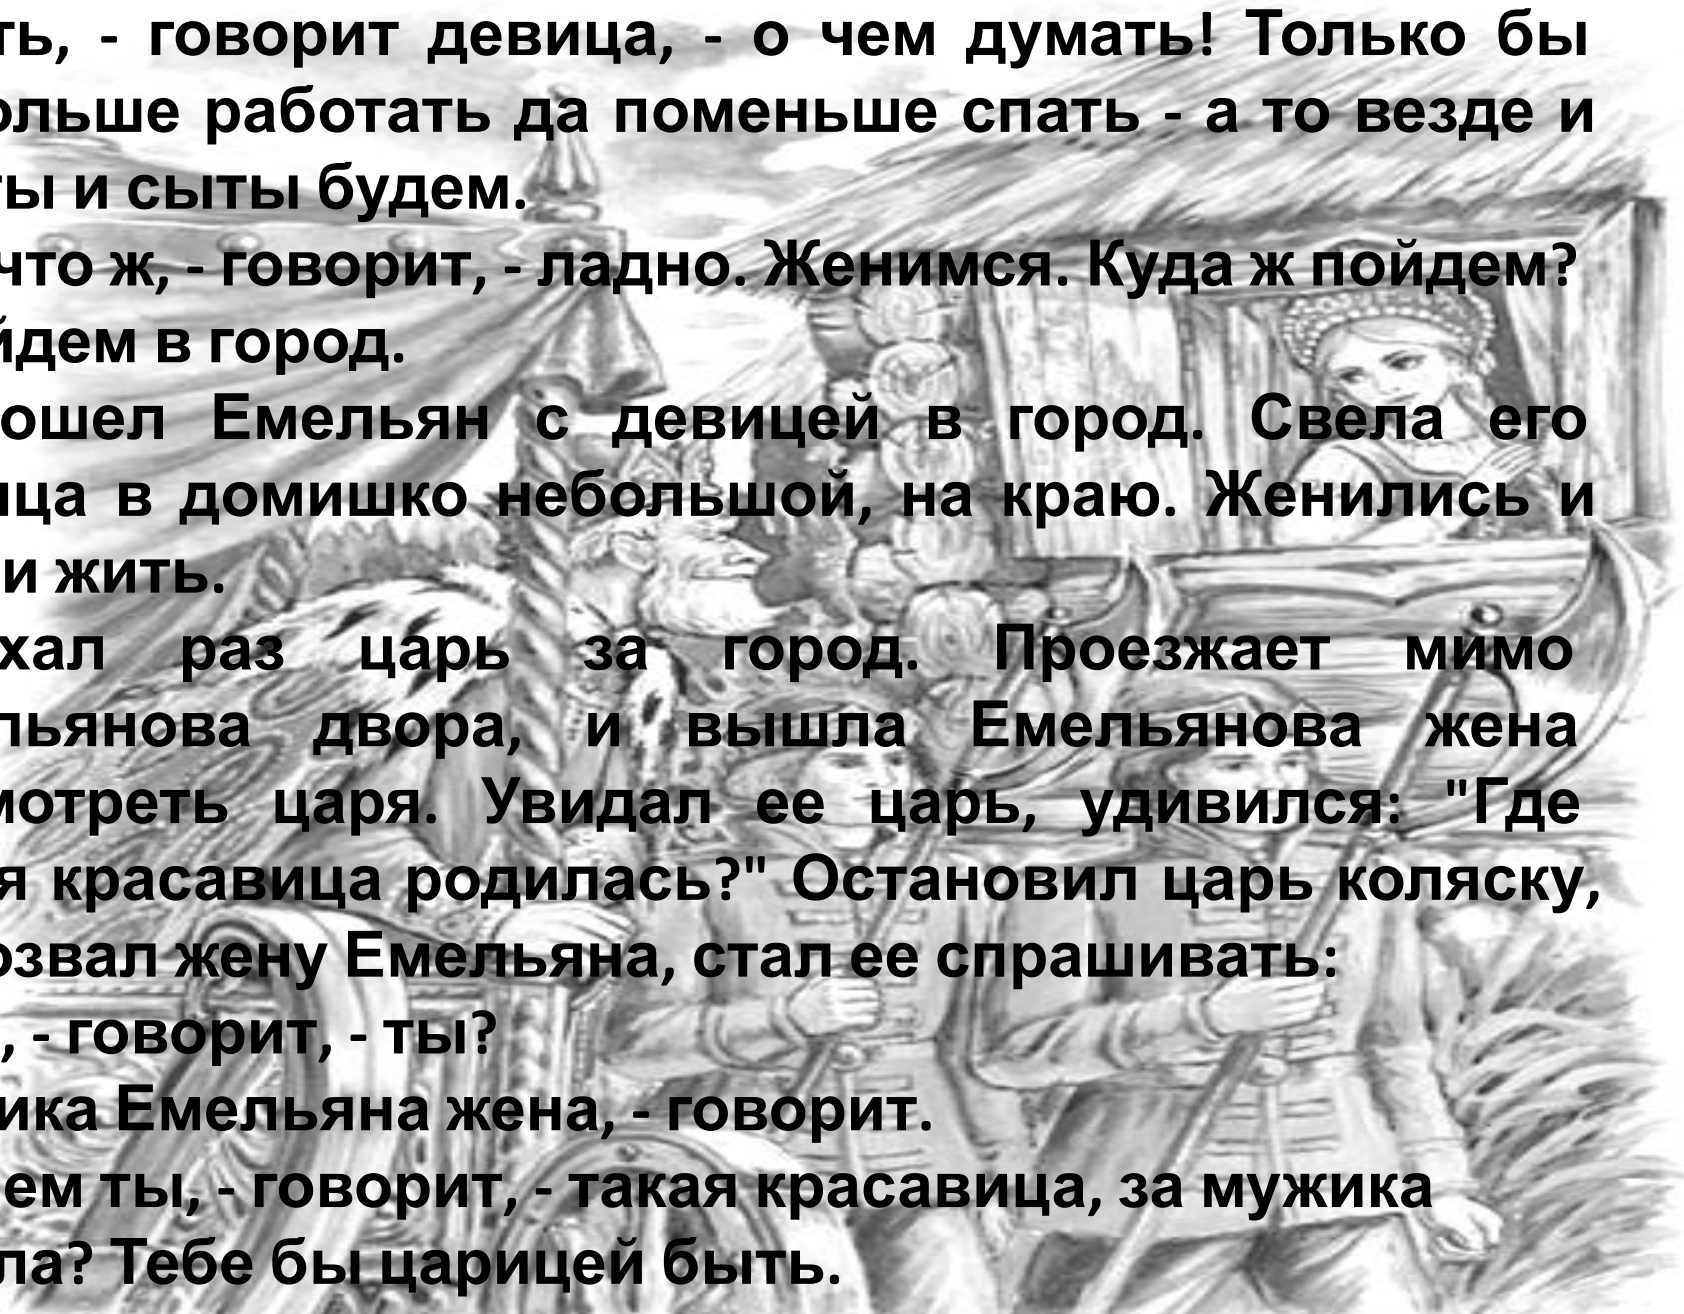 ть, - говорит девица, - о чем думать! Только бы
ольше работать да поменьше спать - а то везде и
ты и сыты будем.
что ж, - говорит, - ладно. Женимся. Куда ж пойдем?
йдем в город.
ошел Емельян с девицей в город. Свела его
ица в домишко небольшой, на краю. Женились и
и жить.
хал раз царь за город. Проезжает мимо
льянова двора, и вышла Емельянова жена
мотреть царя. Увидал ее царь, удивился: "Где
я красавица родилась?" Остановил царь коляску,
озвал жену Емельяна, стал ее спрашивать:
, - говорит, - ты?
ика Емельяна жена, - говорит.
ем ты, - говорит, - такая красавица, за мужика
ла? Тебе бы царицей быть.